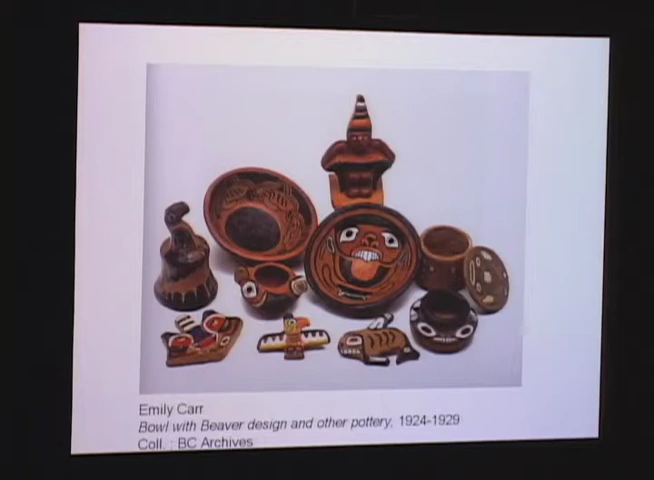 Emily Carr
Bowl with Beaver design and other pottery, 1924-1929
Coll. : BC Archives